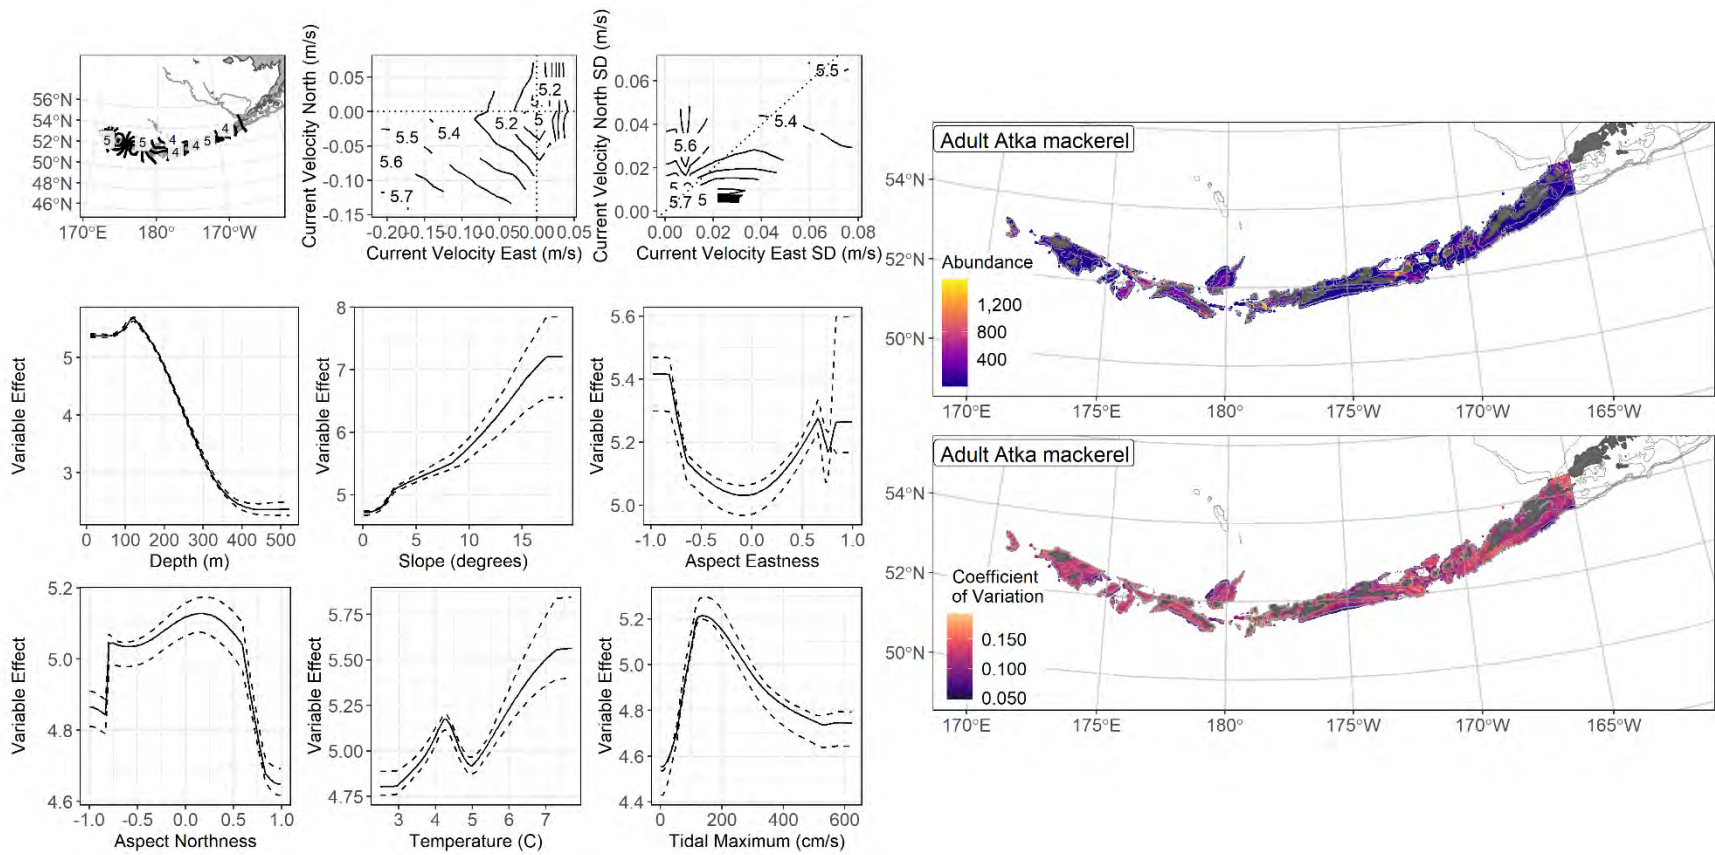 56°N
54°N
52°N
50°N
48°N
46°N
170°E 180° 170°W
5 5 4 4 4 5 4
Current Velocity North (m/s)
0.05
0.00
-0.05
-0.10
-0.15
-0.20 -0.15 -0.10 -0.05 0.00 0.05
Current Velocity East (m/s)
5.2
5
5.2
5.4
5.5
5.6
5.7
Current Velocity North SD (m/s)
0.06
0.04
0.02
0.00
0.00 0.02 0.04 0.06 0.08
Current Velocity East SD (m/s)
5.5
5.4
5.6
5.7 5
Variable Effect
5
4
3
0 100 200 300 400 500
Depth (m)
Variable Effect
8
7
6
5
0 5 10 15
Slope (degrees)
Variable Effect
5.6
5.4
5.2
5.0
-1.0 -0.5 0.0 0.5 1.0
Aspect Eastness
Variable Effect
5.2
5.0
4.8
4.6
-1.0 -0.5 0.0 0.5 1.0
Aspect Northness
Variable Effect
5.75
5.50
5.25
5.00
4.75
3 4 5 6 7
Temperature (C)
Variable Effect
5.2
5.0
4.8
4.6
4.4
0 200 400 600
Tidal Maximum (cm/s)
Adult Atka mackerel
54°N
52°N
50°N
Abundance
1,200
800
400
170°E 175°E 180° 175°W 170°W 165°W
Adult Atka mackerel
54°N
52°N
50°N
Coefficient
of Variation
0.150
0.100
0.050
170°E 175°E 180° 175°W 170°W 165°W